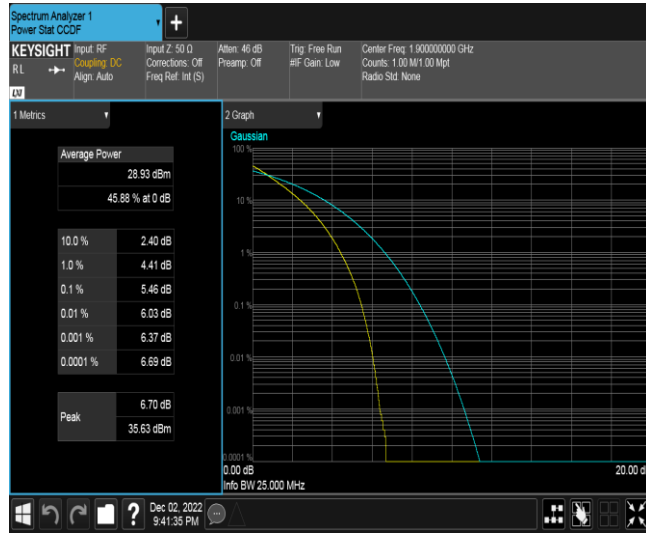 Spectrum Analyzer 1
Power Stat CCDF
+
KEYSIGHT
RL
LXI
Input: RF
Coupling: DC
Align: Auto
Input Z: 50 Ω
Corrections: Off
Freq Ref: Int (S)
Atten: 46 dB
Preamp: Off
Trig: Free Run
#IF Gain: Low
Center Freq: 1.900000000 GHz
Counts: 1.00 M/1.00 Mpt
Radio Std: None
1 Metrics
Average Power
28.93 dBm
45.88 % at 0 dB
10.0 % 2.40 dB
1.0 % 4.41 dB
0.1 % 5.46 dB
0.01 % 6.03 dB
0.001 % 6.37 dB
0.0001 % 6.69 dB
Peak
6.70 dB
35.63 dBm
2 Graph
Gaussian
100 %
10 %
1 %
0.1 %
0.01 %
0.001 %
0.0001 %
0.00 dB
20.00 d
Info BW 25.000 MHz
?
Dec 02, 2022
9:41:35 PM